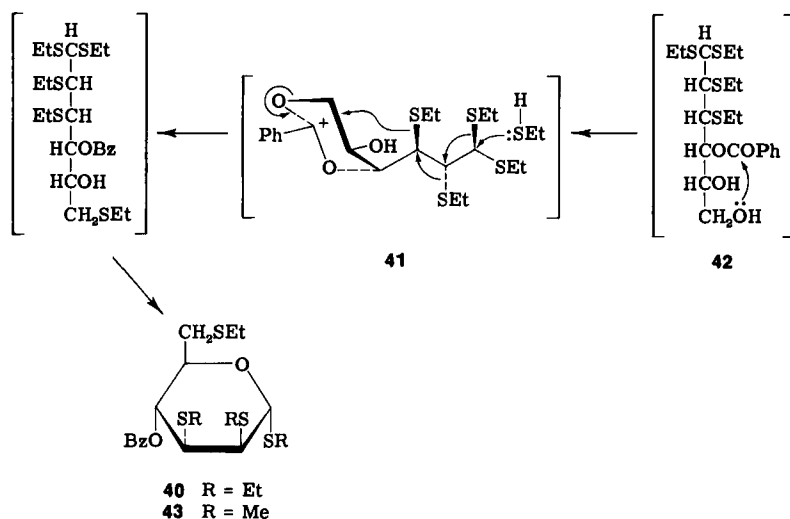 H
EtSCSEt
EtSCH
EtSCH
HCOBz
HCOH
CH₂SEt
O
+
Ph
O
OH
SEt
SEt
SEt
SEt
H
:SEt
41
H
EtSCSEt
HCSEt
HCSEt
HCOCOPh
HCOH
CH₂OH
42
CH₂SEt
O
SR
RS
BzO
SR
40 R = Et
43 R = Me